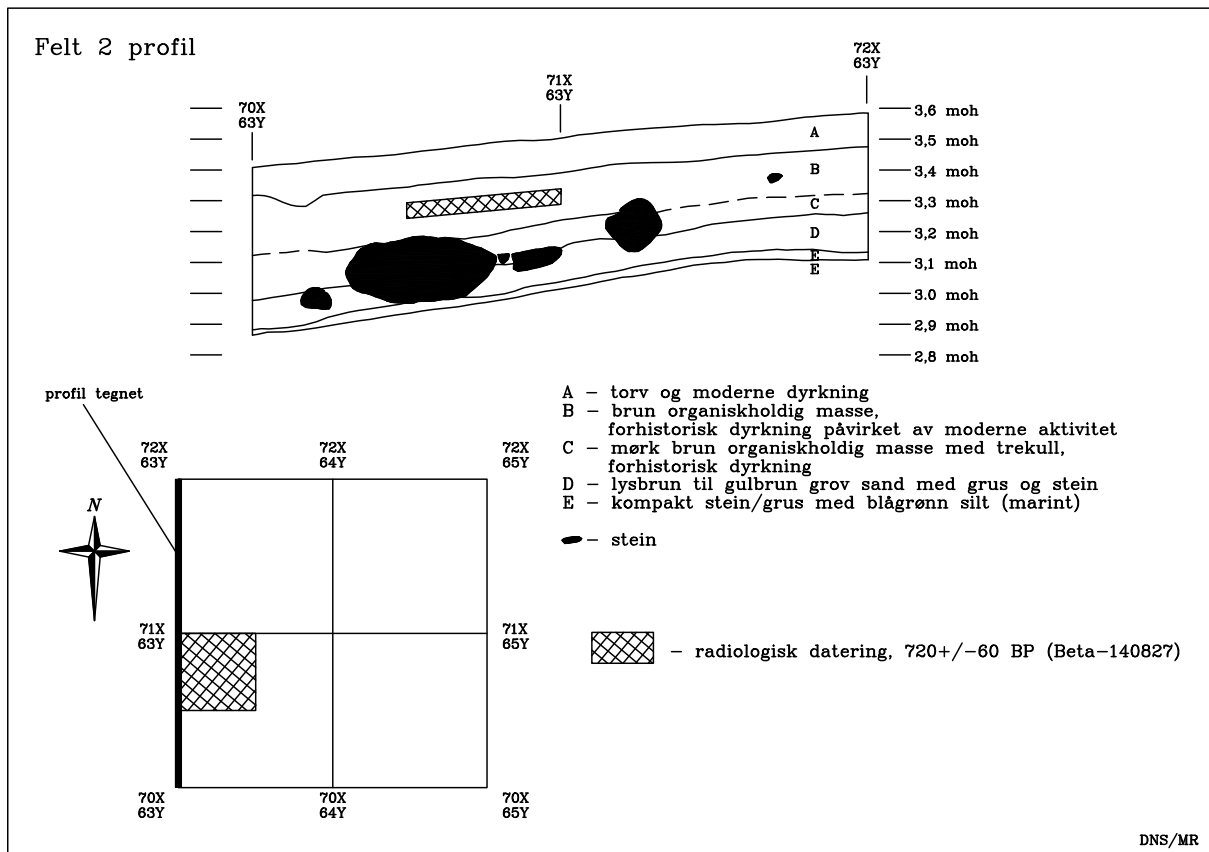 Felt 2 profil
72X
63Y
71X
63Y
70X
63Y
3,6 moh
3,5 moh
3,4 moh
3,3 moh
3,2 moh
3,1 moh
3.0 moh
2,9 moh
2,8 moh
A
B
C
D
E
E
profil tegnet
A – torv og moderne dyrkning
B – brun organiskholdig masse,
forhistorisk dyrkning påvirket av moderne aktivitet
C – mørk brun organiskholdig masse med trekull,
forhistorisk dyrkning
D – lysbrun til gulbrun grov sand med grus og stein
E – kompakt stein/grus med blågrønn silt (marint)
– stein
– radiologisk datering, 720+/−60 BP (Beta−140827)
72X
63Y
72X
64Y
72X
65Y
N
71X
63Y
71X
65Y
70X
63Y
70X
64Y
70X
65Y
DNS/MR